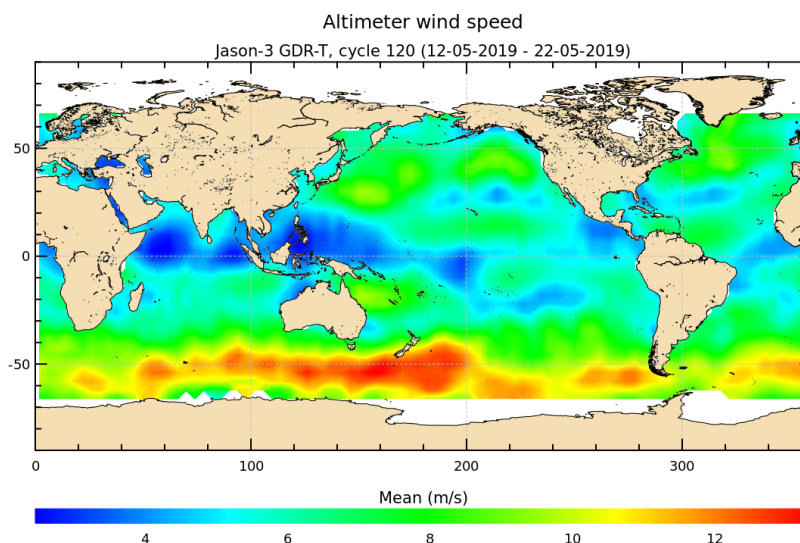 Altimeter wind speed
Jason-3 GDR-T, cycle 120 (12-05-2019 - 22-05-2019)
50
0
-50
0 100 200 300
Mean (m/s)
4 6 8 10 12